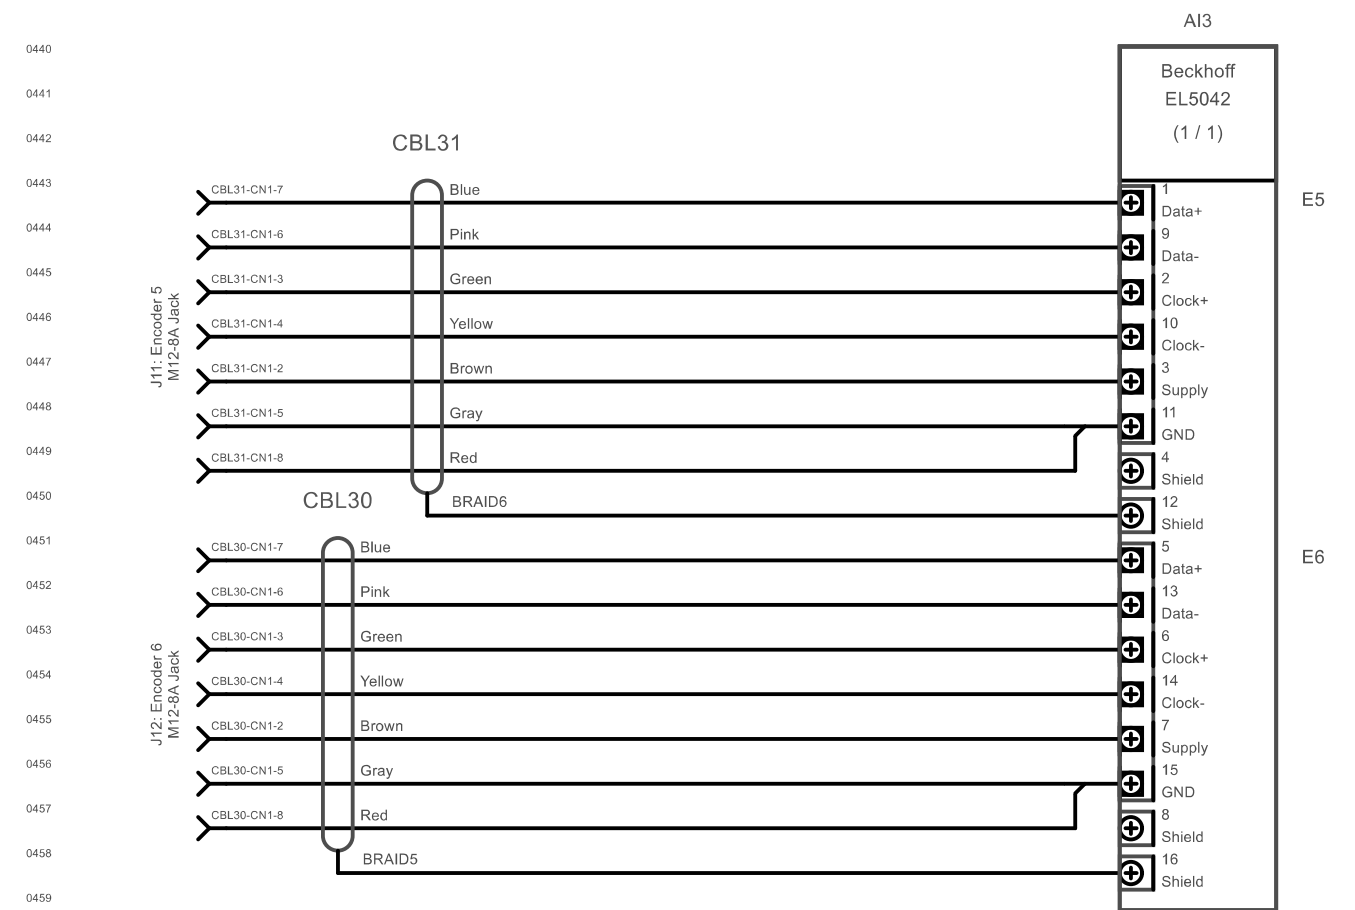 AI3
0440
Beckhoff
0441
EL5042
(1 / 1)
0442
CBL31
0443
CBL31-CN1-7
Blue
1
Data+
E5
0444
CBL31-CN1-6
Pink
9
Data-
0445
CBL31-CN1-3
Green
2
Clock+
0446
CBL31-CN1-4
Yellow
10
Clock-
J11: Encoder 5
M12-8A Jack
0447
CBL31-CN1-2
Brown
3
Supply
0448
CBL31-CN1-5
Gray
11
GND
0449
CBL31-CN1-8
Red
4
Shield
0450
CBL30
BRAID6
12
Shield
0451
CBL30-CN1-7
Blue
5
Data+
E6
0452
CBL30-CN1-6
Pink
13
Data-
0453
CBL30-CN1-3
Green
6
Clock+
0454
CBL30-CN1-4
Yellow
14
Clock-
J12: Encoder 6
M12-8A Jack
0455
CBL30-CN1-2
Brown
7
Supply
0456
CBL30-CN1-5
Gray
15
GND
0457
CBL30-CN1-8
Red
8
Shield
0458
BRAID5
16
Shield
0459